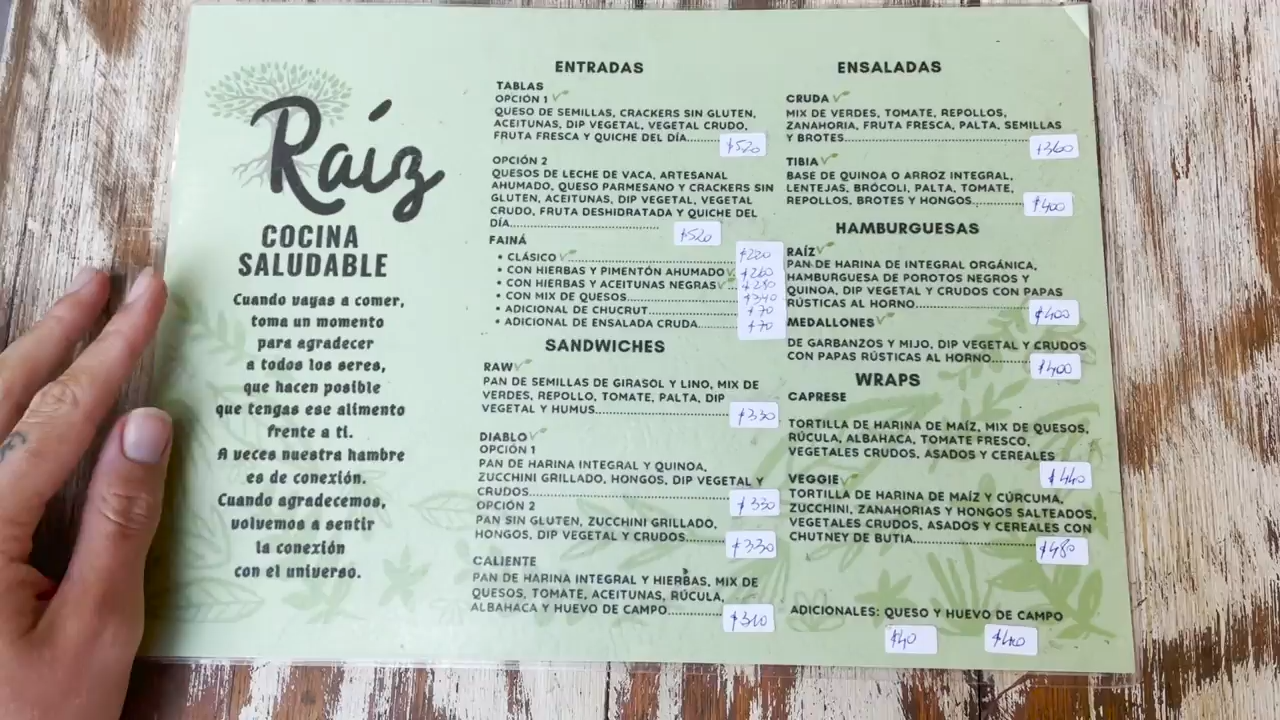 Raíz
COCINA
SALUDABLE
Cuando vayas a comer,
toma un momento
para agradecer
a todos los seres,
que hacen posible
que tengas ese alimento
frente a ti.
A veces nuestra hambre
es de conexión.
Cuando agradecemos,
volvemos a sentir
la conexión
con el universo.
ENTRADAS
TABLAS
OPCIÓN 1
QUESO DE SEMILLAS, CRACKERS SIN GLUTEN,
ACEITUNAS, DIP VEGETAL, VEGETAL CRUDO,
FRUTA FRESCA Y QUICHE DEL DÍA........ $520
OPCIÓN 2
QUESOS DE LECHE DE VACA, ARTESANAL
AHUMADO, QUESO PARMESANO Y CRACKERS SIN
GLUTEN, ACEITUNAS, DIP VEGETAL, VEGETAL
CRUDO, FRUTA DESHIDRATADA Y QUICHE DEL
DÍA........................................ $520
FAINÁ
• CLÁSICO........................................ $220
• CON HIERBAS Y PIMENTÓN AHUMADO.. $260
• CON HIERBAS Y ACEITUNAS NEGRAS.... $280
• CON MIX DE QUESOS........................... $340
• ADICIONAL DE CHUCRUT..................... $70
• ADICIONAL DE ENSALADA CRUDA......... $70
SANDWICHES
RAW
PAN DE SEMILLAS DE GIRASOL Y LINO, MIX DE
VERDES, REPOLLO, TOMATE, PALTA, DIP
VEGETAL Y HUMUS................................. $330
DIABLO
OPCIÓN 1
PAN DE HARINA INTEGRAL Y QUINOA,
ZUCCHINI GRILLADO, HONGOS, DIP VEGETAL Y
CRUDOS................................................. $330
OPCIÓN 2
PAN SIN GLUTEN, ZUCCHINI GRILLADO,
HONGOS, DIP VEGETAL Y CRUDOS.......... $330
CALIENTE
PAN DE HARINA INTEGRAL Y HIERBAS, MIX DE
QUESOS, TOMATE, ACEITUNAS, RÚCULA,
ALBAHACA Y HUEVO DE CAMPO..............
ENSALADAS
CRUDA
MIX DE VERDES, TOMATE, REPOLLOS,
ZANAHORIA, FRUTA FRESCA, PALTA, SEMILLAS
Y BROTES............................................... $360
TIBIA
BASE DE QUINOA O ARROZ INTEGRAL,
LENTEJAS, BRÓCOLI, PALTA, TOMATE,
REPOLLOS, BROTES Y HONGOS............. $400
HAMBURGUESAS
RAÍZ
PAN DE HARINA DE INTEGRAL ORGÁNICA,
HAMBURGUESA DE POROTOS NEGROS Y
QUINOA, DIP VEGETAL Y CRUDOS CON PAPAS
RÚSTICAS AL HORNO............................... $400
MEDALLONES
DE GARBANZOS Y MIJO, DIP VEGETAL Y CRUDOS
CON PAPAS RÚSTICAS AL HORNO........... $400
WRAPS
CAPRESE
TORTILLA DE HARINA DE MAÍZ, MIX DE QUESOS,
RÚCULA, ALBAHACA, TOMATE FRESCO,
VEGETALES CRUDOS, ASADOS Y CEREALES
$440
VEGGIE
TORTILLA DE HARINA DE MAÍZ Y CÚRCUMA,
ZUCCHINI, ZANAHORIAS Y HONGOS SALTEADOS,
VEGETALES CRUDOS, ASADOS Y CEREALES CON
CHUTNEY DE BUTIA................................. $480
ADICIONALES: QUESO Y HUEVO DE CAMPO
$40